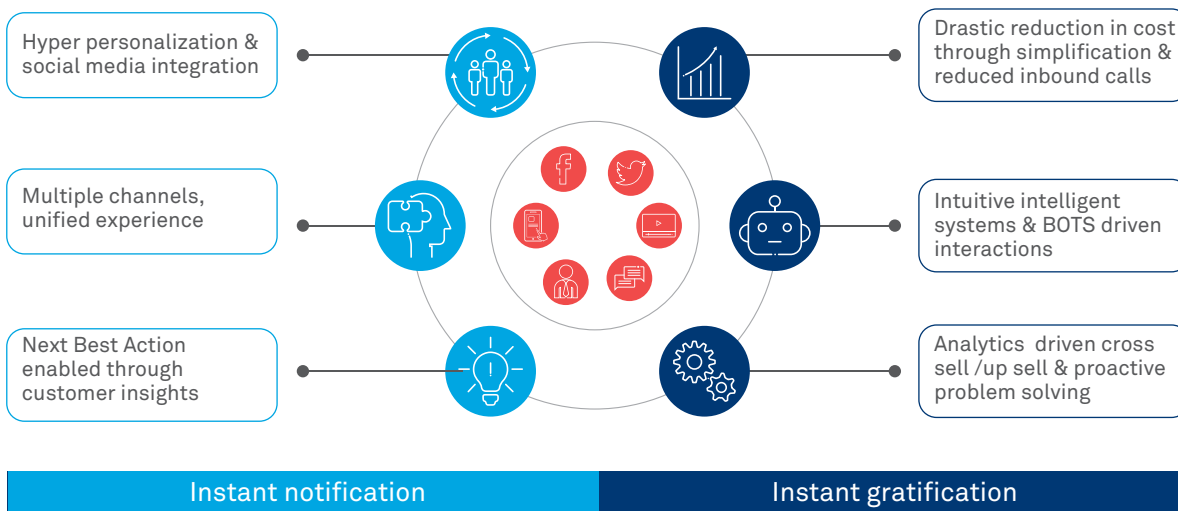 Hyper personalization &
social media integration
Multiple channels,
unified experience
Next Best Action
enabled through
customer insights
Drastic reduction in cost
through simplification &
reduced inbound calls
Intuitive intelligent
systems & BOTS driven
interactions
Analytics driven cross
sell /up sell & proactive
problem solving
Instant notification
Instant gratification